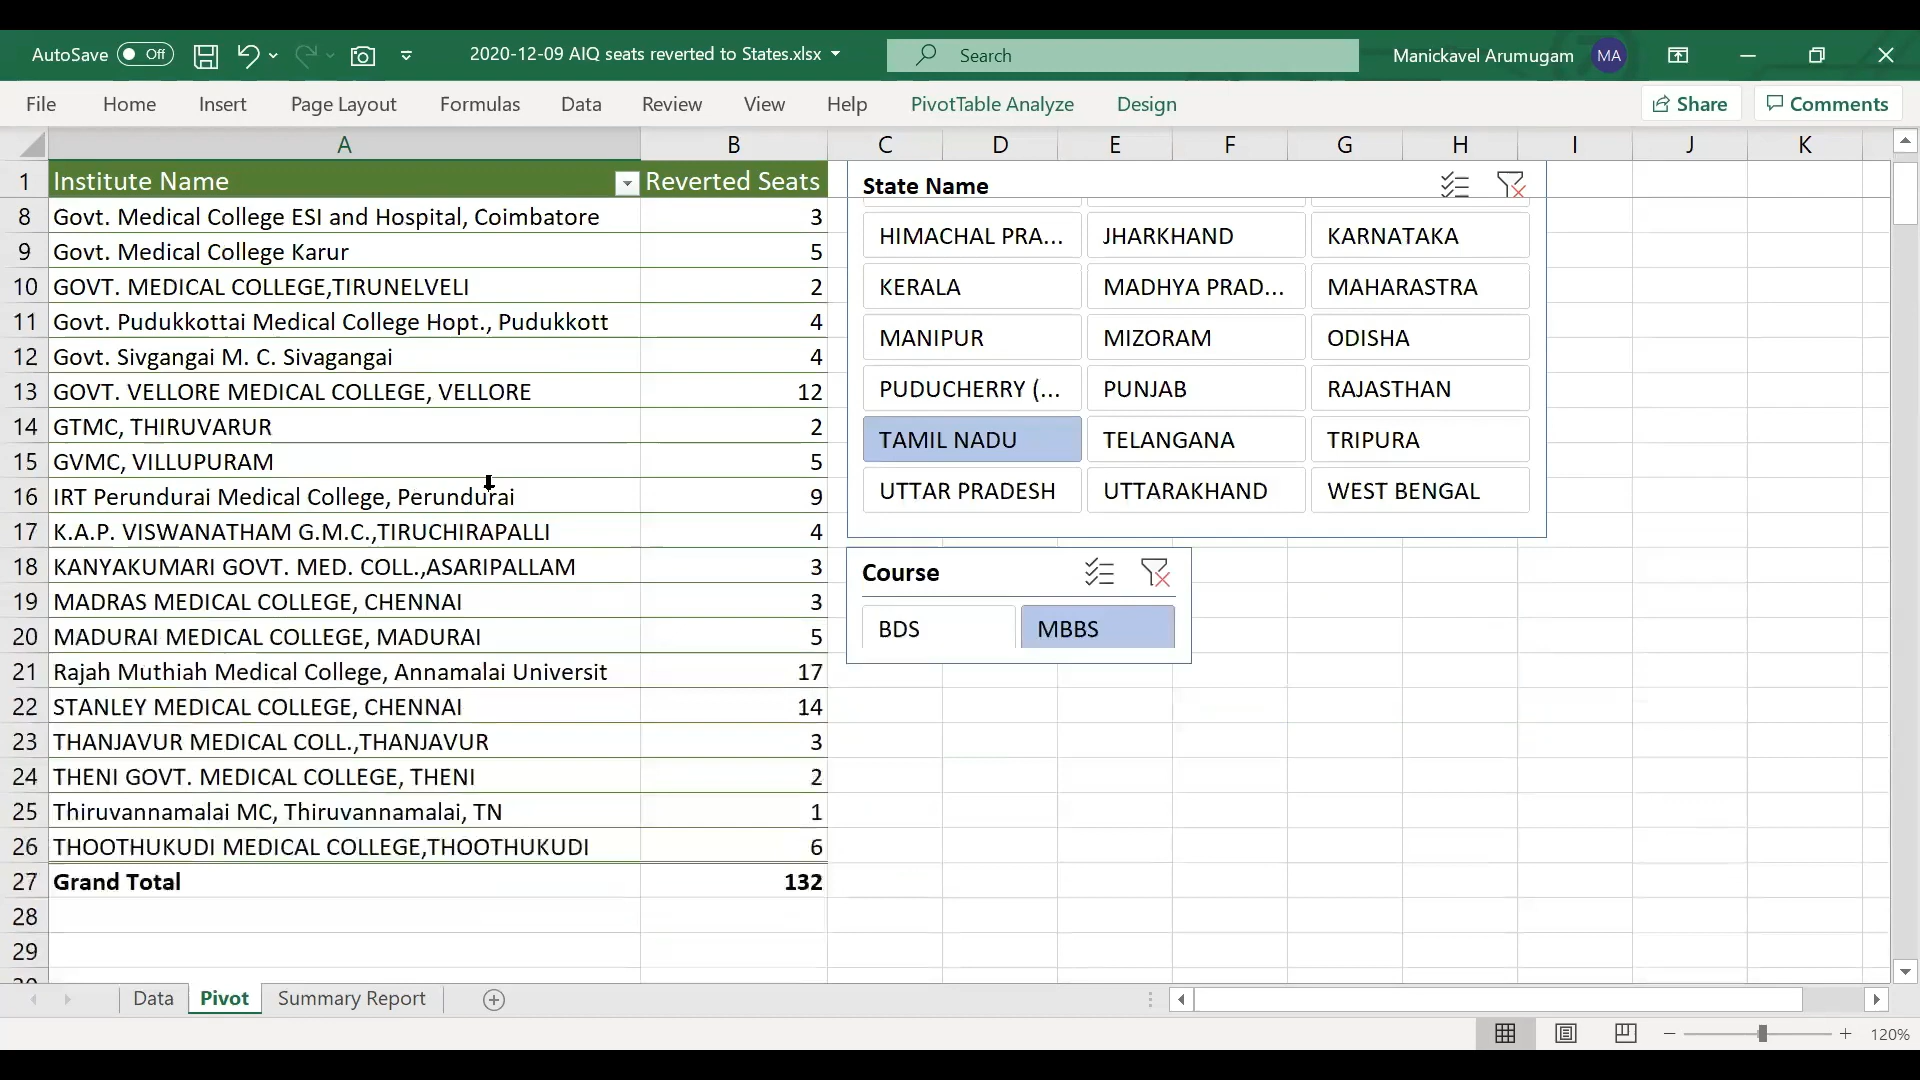 AutoSave Off 2020-12-09 AIQ seats reverted to States.xlsx Search Manickavel Arumugam MA
File Home Insert Page Layout Formulas Data Review View Help PivotTable Analyze Design Share Comments
A B C D E F G H I J K
1 Institute Name Reverted Seats
8 Govt. Medical College ESI and Hospital, Coimbatore 3
9 Govt. Medical College Karur 5
10 GOVT. MEDICAL COLLEGE,TIRUNELVELI 2
11 Govt. Pudukkottai Medical College Hopt., Pudukkott 4
12 Govt. Sivgangai M. C. Sivagangai 4
13 GOVT. VELLORE MEDICAL COLLEGE, VELLORE 12
14 GTMC, THIRUVARUR 2
15 GVMC, VILLUPURAM 5
16 IRT Perundurai Medical College, Perundurai 9
17 K.A.P. VISWANATHAM G.M.C.,TIRUCHIRAPALLI 4
18 KANYAKUMARI GOVT. MED. COLL.,ASARIPALLAM 3
19 MADRAS MEDICAL COLLEGE, CHENNAI 3
20 MADURAI MEDICAL COLLEGE, MADURAI 5
21 Rajah Muthiah Medical College, Annamalai Universit 17
22 STANLEY MEDICAL COLLEGE, CHENNAI 14
23 THANJAVUR MEDICAL COLL.,THANJAVUR 3
24 THENI GOVT. MEDICAL COLLEGE, THENI 2
25 Thiruvannamalai MC, Thiruvannamalai, TN 1
26 THOOTHUKUDI MEDICAL COLLEGE,THOOTHUKUDI 6
27 Grand Total 132
28
29
State Name
HIMACHAL PRA... JHARKHAND KARNATAKA
KERALA MADHYA PRAD... MAHARASTRA
MANIPUR MIZORAM ODISHA
PUDUCHERRY (... PUNJAB RAJASTHAN
TAMIL NADU TELANGANA TRIPURA
UTTAR PRADESH UTTARAKHAND WEST BENGAL
Course
BDS MBBS
Data Pivot Summary Report
120%